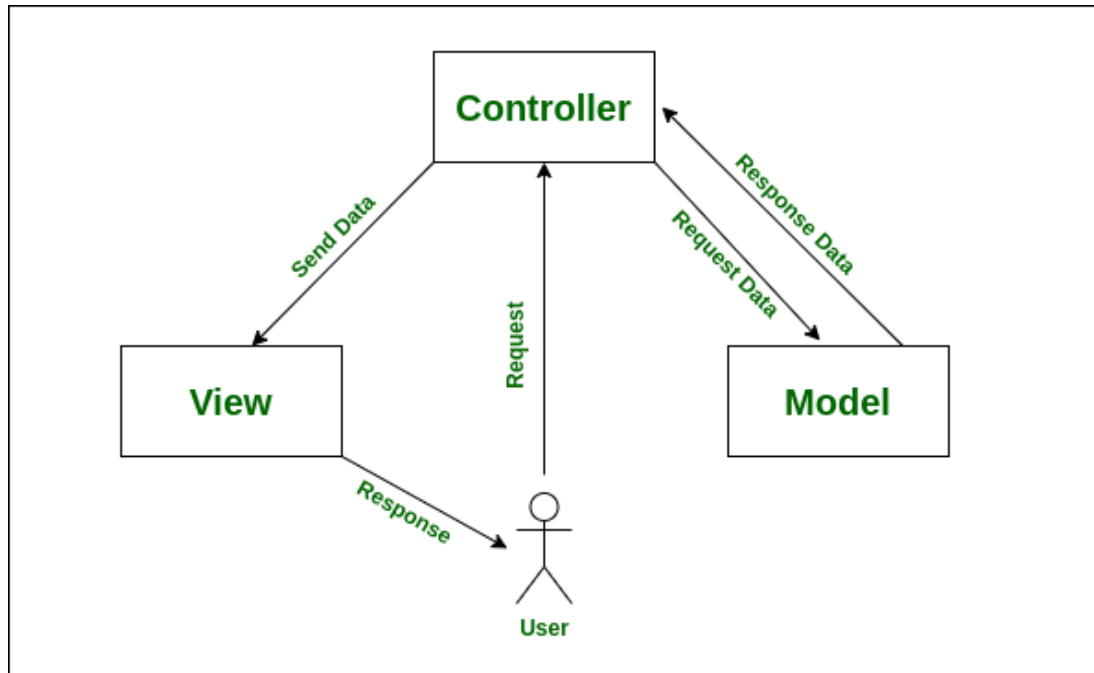 Controller
Send Data
Request
Request Data
Response Data
View
Model
Response
User